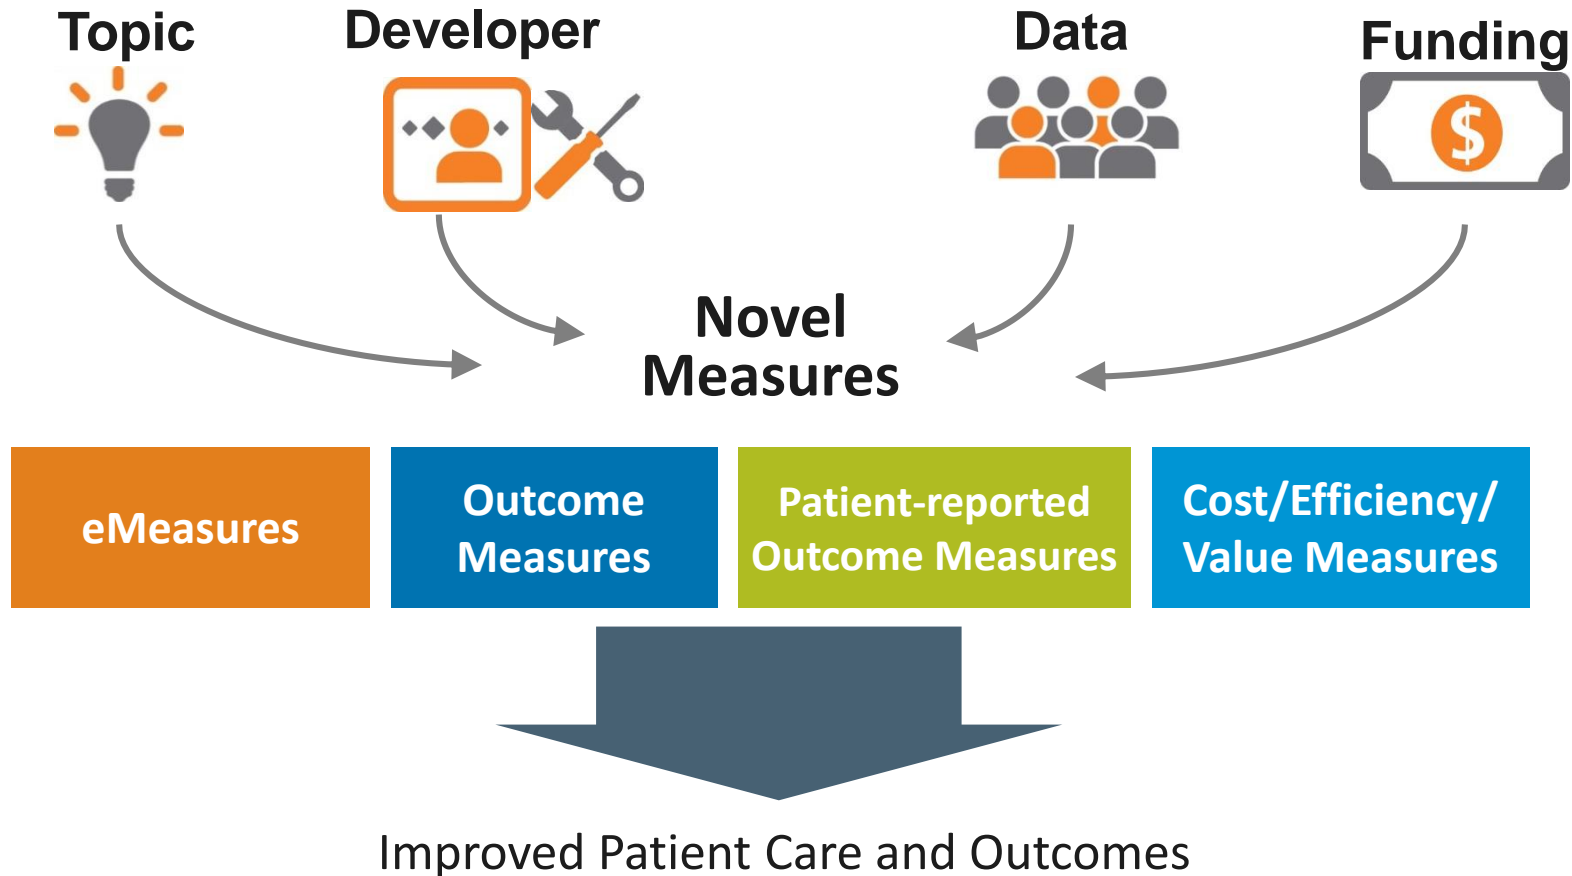 Topic
Developer
Data
Funding
$
Novel
Measures
eMeasures
Outcome
Measures
Patient-reported
Outcome Measures
Cost/Efficiency/
Value Measures
Improved Patient Care and Outcomes